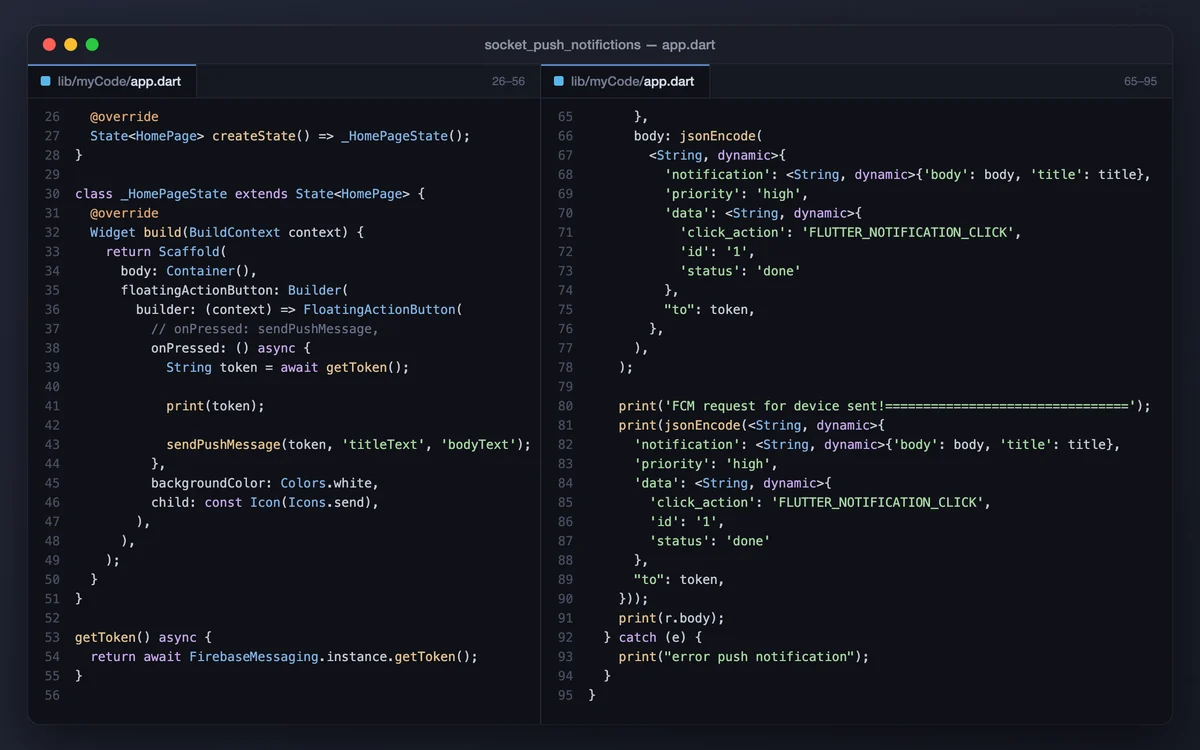 socket_push_notifictions — app.dart
lib/myCode/app.dart
26–56
26   @override
27   State<HomePage> createState() => _HomePageState();
28 }
29
30 class _HomePageState extends State<HomePage> {
31   @override
32   Widget build(BuildContext context) {
33     return Scaffold(
34       body: Container(),
35       floatingActionButton: Builder(
36         builder: (context) => FloatingActionButton(
37           // onPressed: sendPushMessage,
38           onPressed: () async {
39             String token = await getToken();
40
41             print(token);
42
43             sendPushMessage(token, 'titleText', 'bodyText');
44           },
45           backgroundColor: Colors.white,
46           child: const Icon(Icons.send),
47         ),
48       ),
49     );
50   }
51 }
52
53 getToken() async {
54   return await FirebaseMessaging.instance.getToken();
55 }
56
lib/myCode/app.dart
65–95
65       },
66       body: jsonEncode(
67         <String, dynamic>{
68           'notification': <String, dynamic>{'body': body, 'title': title},
69           'priority': 'high',
70           'data': <String, dynamic>{
71             'click_action': 'FLUTTER_NOTIFICATION_CLICK',
72             'id': '1',
73             'status': 'done'
74           },
75           "to": token,
76         },
77       ),
78     );
79
80     print('FCM request for device sent!================================');
81     print(jsonEncode(<String, dynamic>{
82       'notification': <String, dynamic>{'body': body, 'title': title},
83       'priority': 'high',
84       'data': <String, dynamic>{
85         'click_action': 'FLUTTER_NOTIFICATION_CLICK',
86         'id': '1',
87         'status': 'done'
88       },
89       "to": token,
90     }));
91     print(r.body);
92   } catch (e) {
93     print("error push notification");
94   }
95 }